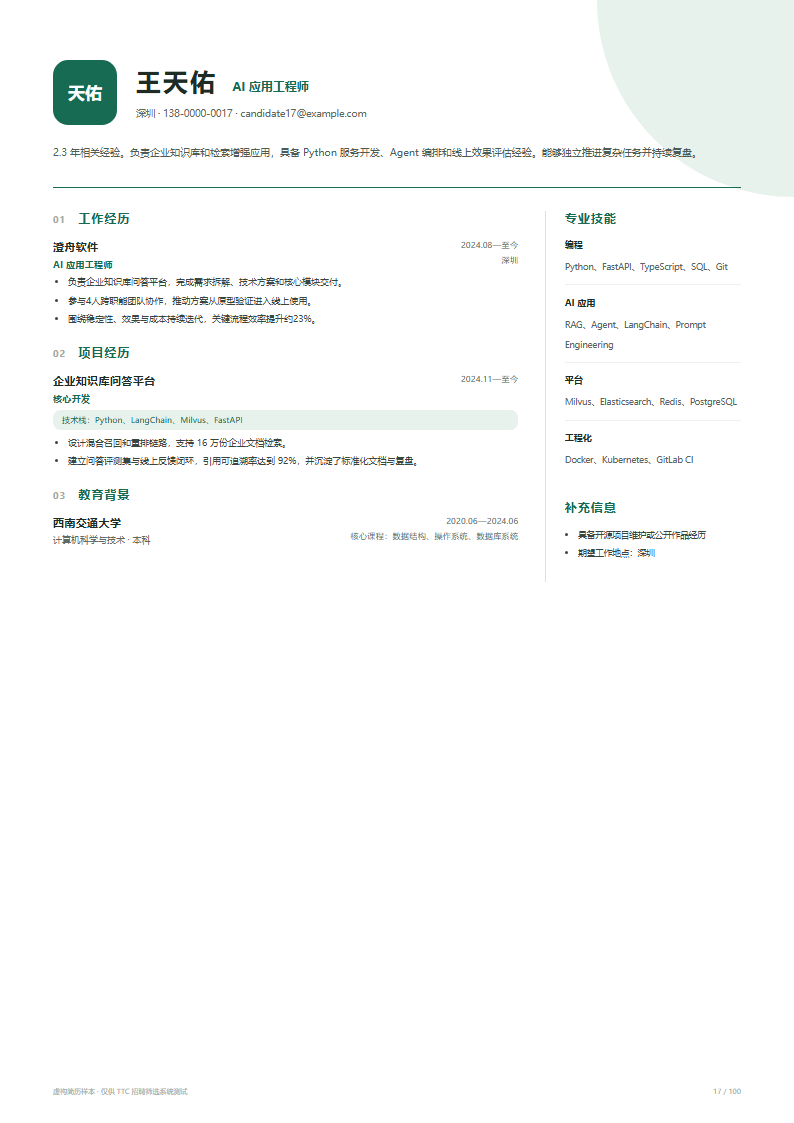 天佑
王天佑 AI 应用工程师
深圳 · 138-0000-0017 · candidate17@example.com
2.3 年相关经验。负责企业知识库和检索增强应用，具备 Python 服务开发、Agent 编排和线上效果评估经验。能够独立推进复杂任务并持续复盘。
01 工作经历
澄舟软件 2024.08—至今
AI 应用工程师 深圳
• 负责企业知识库问答平台，完成需求拆解、技术方案和核心模块交付。
• 参与4人跨职能团队协作，推动方案从原型验证进入线上使用。
• 围绕稳定性、效果与成本持续迭代，关键流程效率提升约23%。
02 项目经历
企业知识库问答平台 2024.11—至今
核心开发
技术栈：Python、LangChain、Milvus、FastAPI
• 设计混合召回和重排链路，支持 16 万份企业文档检索。
• 建立问答评测集与线上反馈闭环，引用可追溯率达到 92%，并沉淀了标准化文档与复盘。
03 教育背景
西南交通大学 2020.06—2024.06
计算机科学与技术 · 本科 核心课程：数据结构、操作系统、数据库系统
专业技能
编程
Python、FastAPI、TypeScript、SQL、Git
AI 应用
RAG、Agent、LangChain、Prompt
Engineering
平台
Milvus、Elasticsearch、Redis、PostgreSQL
工程化
Docker、Kubernetes、GitLab CI
补充信息
• 具备开源项目维护或公开作品经历
• 期望工作地点：深圳
虚构简历样本 · 仅供 TTC 招聘筛选系统测试 17 / 100